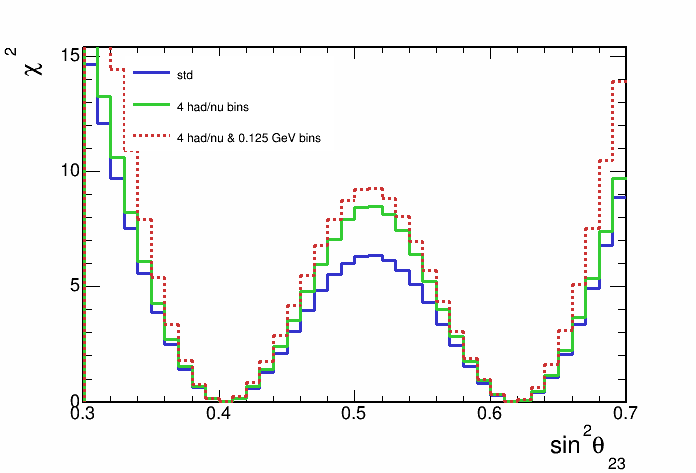 χ²
15
10
5
0
std
4 had/nu bins
4 had/nu & 0.125 GeV bins
0.3 0.4 0.5 0.6 0.7
sin²θ₂₃